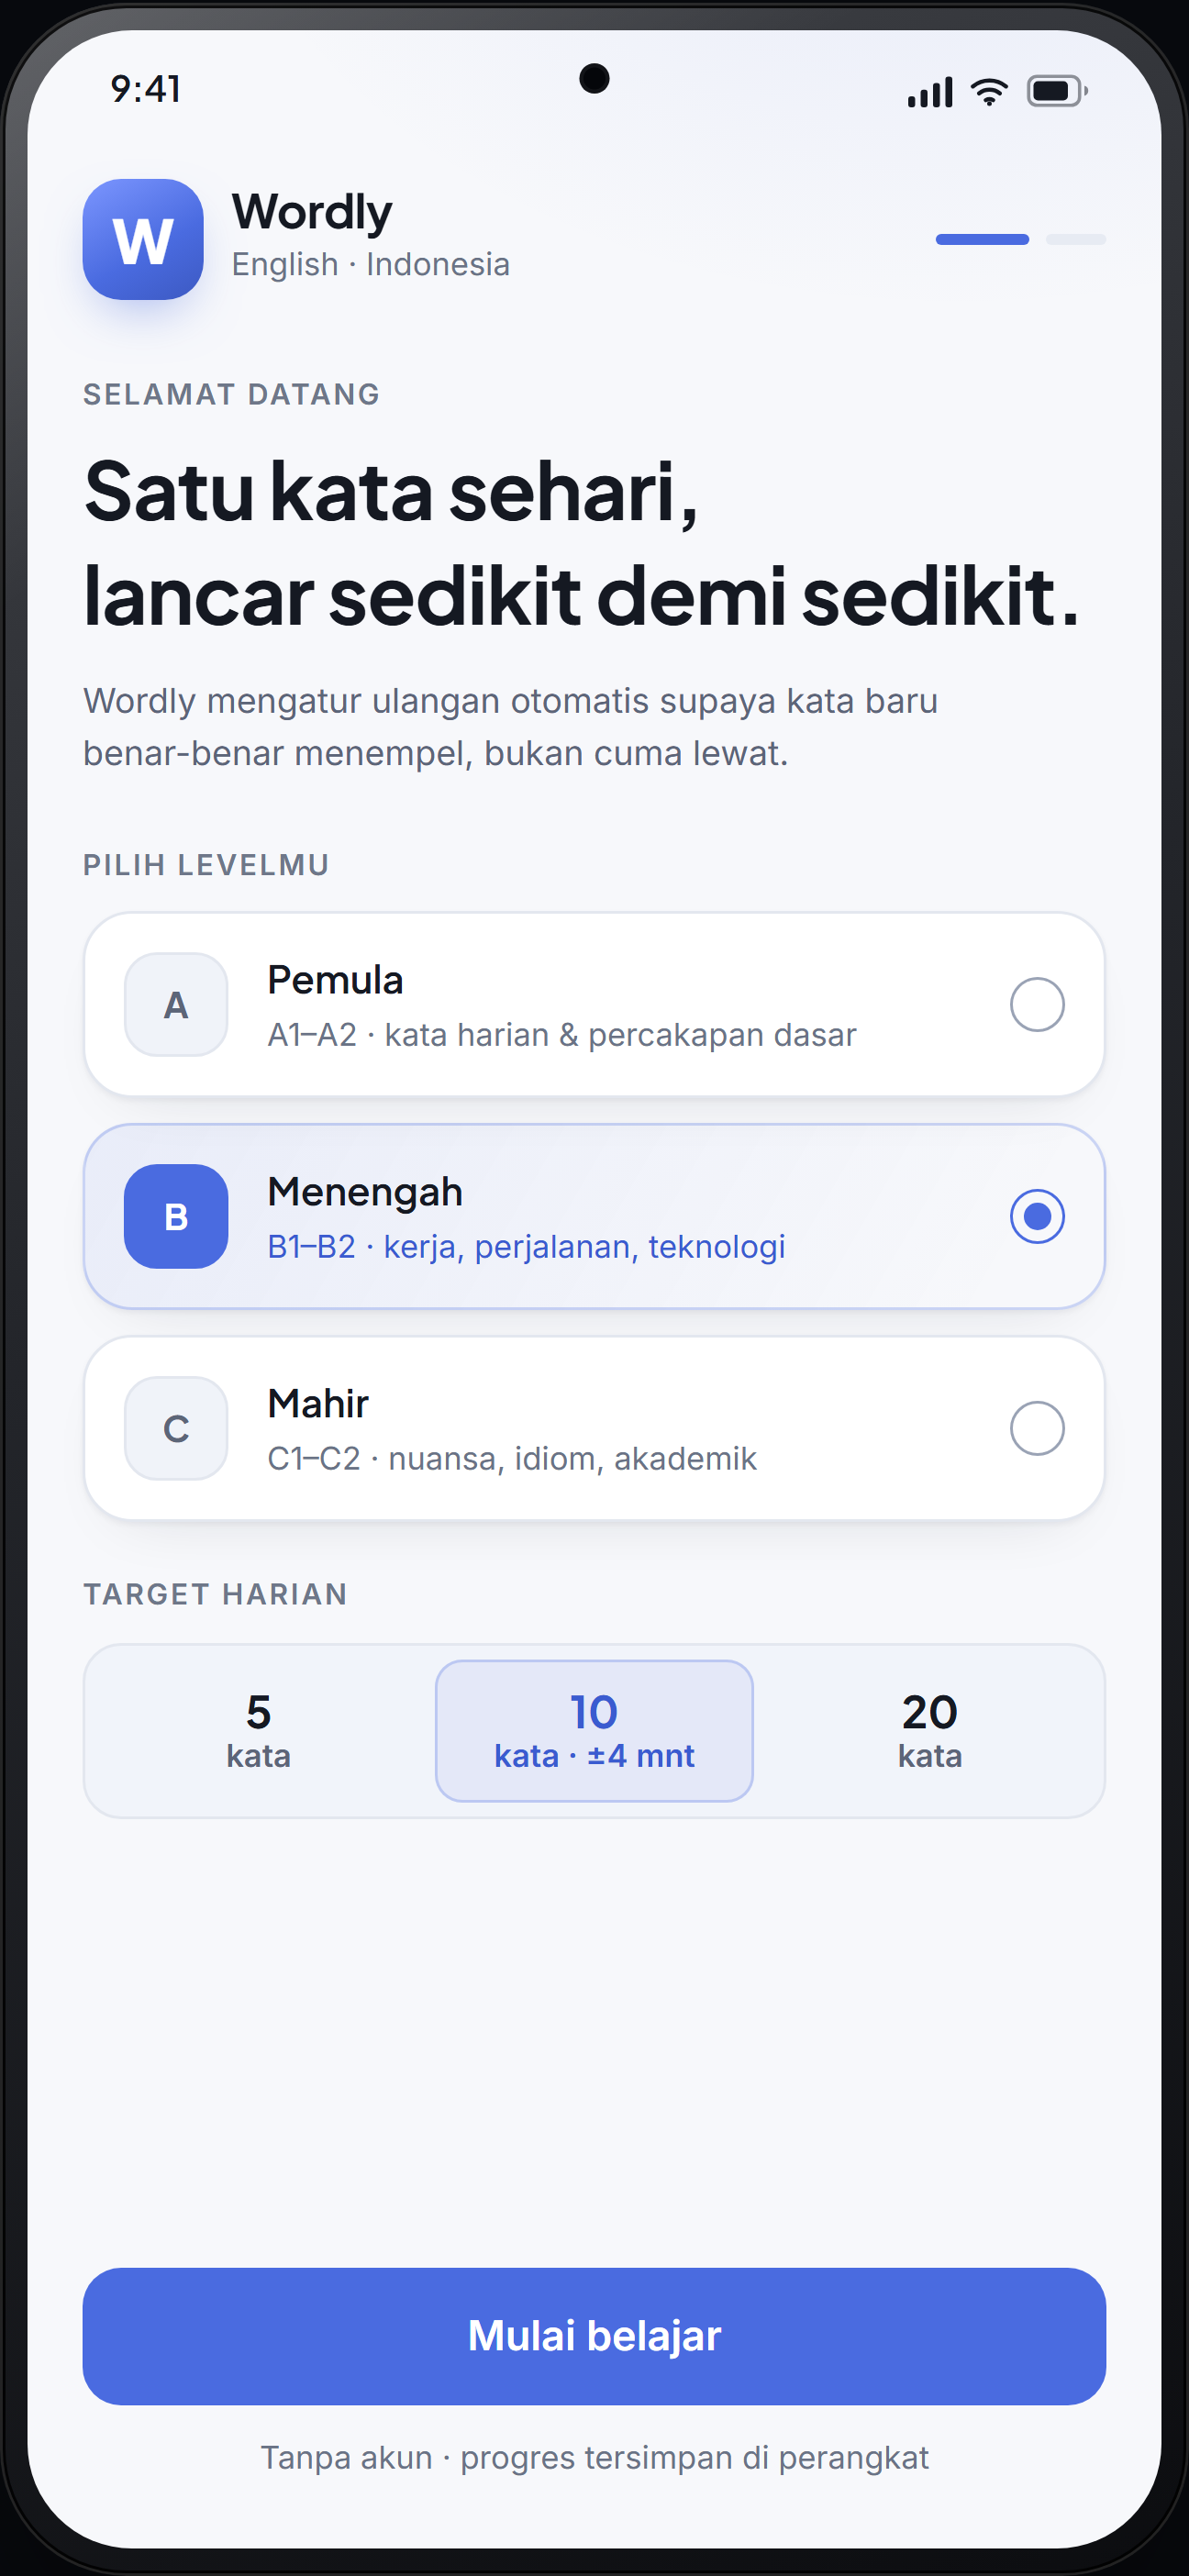 9:41
W
Wordly
English · Indonesia
SELAMAT DATANG
Satu kata sehari,
lancar sedikit demi sedikit.
Wordly mengatur ulangan otomatis supaya kata baru
benar-benar menempel, bukan cuma lewat.
PILIH LEVELMU
A
Pemula
A1–A2 · kata harian & percakapan dasar
B
Menengah
B1–B2 · kerja, perjalanan, teknologi
C
Mahir
C1–C2 · nuansa, idiom, akademik
TARGET HARIAN
5
kata
10
kata · ±4 mnt
20
kata
Mulai belajar
Tanpa akun · progres tersimpan di perangkat